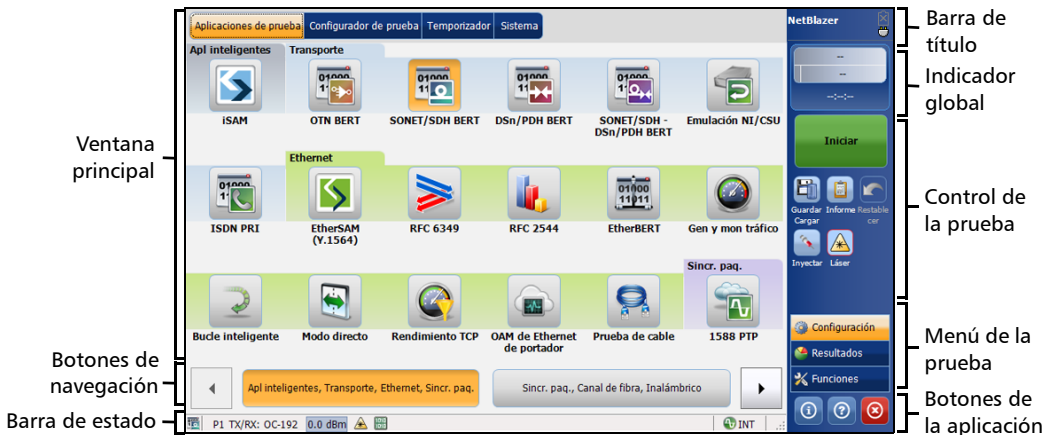 Ventana
principal
Botones de
navegación
Barra de estado
Aplicaciones de prueba Configurador de prueba Temporizador Sistema
Apl inteligentes Transporte
iSAM OTN BERT SONET/SDH BERT DSn/PDH BERT SONET/SDH - Emulación NI/CSU
DSn/PDH BERT
Ethernet
ISDN PRI EtherSAM RFC 6349 RFC 2544 EtherBERT Gen y mon tráfico
(Y.1564)
Sincr. paq.
Bucle inteligente Modo directo Rendimiento TCP OAM de Ethernet Prueba de cable 1588 PTP
de portador
Apl inteligentes, Transporte, Ethernet, Sincr. paq. Sincr. paq., Canal de fibra, Inalámbrico
P1 TX/RX: OC-192 0.0 dBm INT
NetBlazer
--
--
--:--:--
Iniciar
Guardar Informe Restable
Cargar cer
Inyectar Láser
Configuración
Resultados
Funciones
Barra de
título
Indicador
global
Control de
la prueba
Menú de la
prueba
Botones de
la aplicación